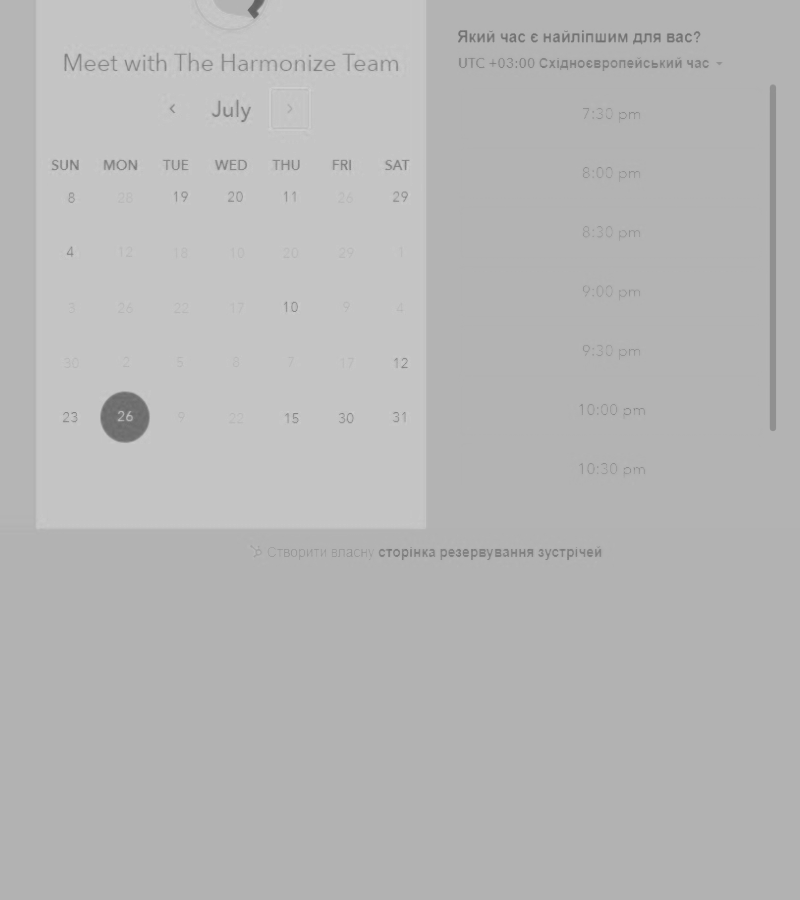 Meet with The Harmonize Team
July
SUN MON TUE WED THU FRI SAT
8 28 19 20 11 26 29
4 12 18 10 20 29 1
3 26 22 17 10 9 4
30 2 5 8 7 17 12
23 26 9 22 15 30 31
Який час є найліпшим для вас?
UTC +03:00 Східноєвропейський час
7:30 pm
8:00 pm
8:30 pm
9:00 pm
9:30 pm
10:00 pm
10:30 pm
Створити власну сторінка резервування зустрічей